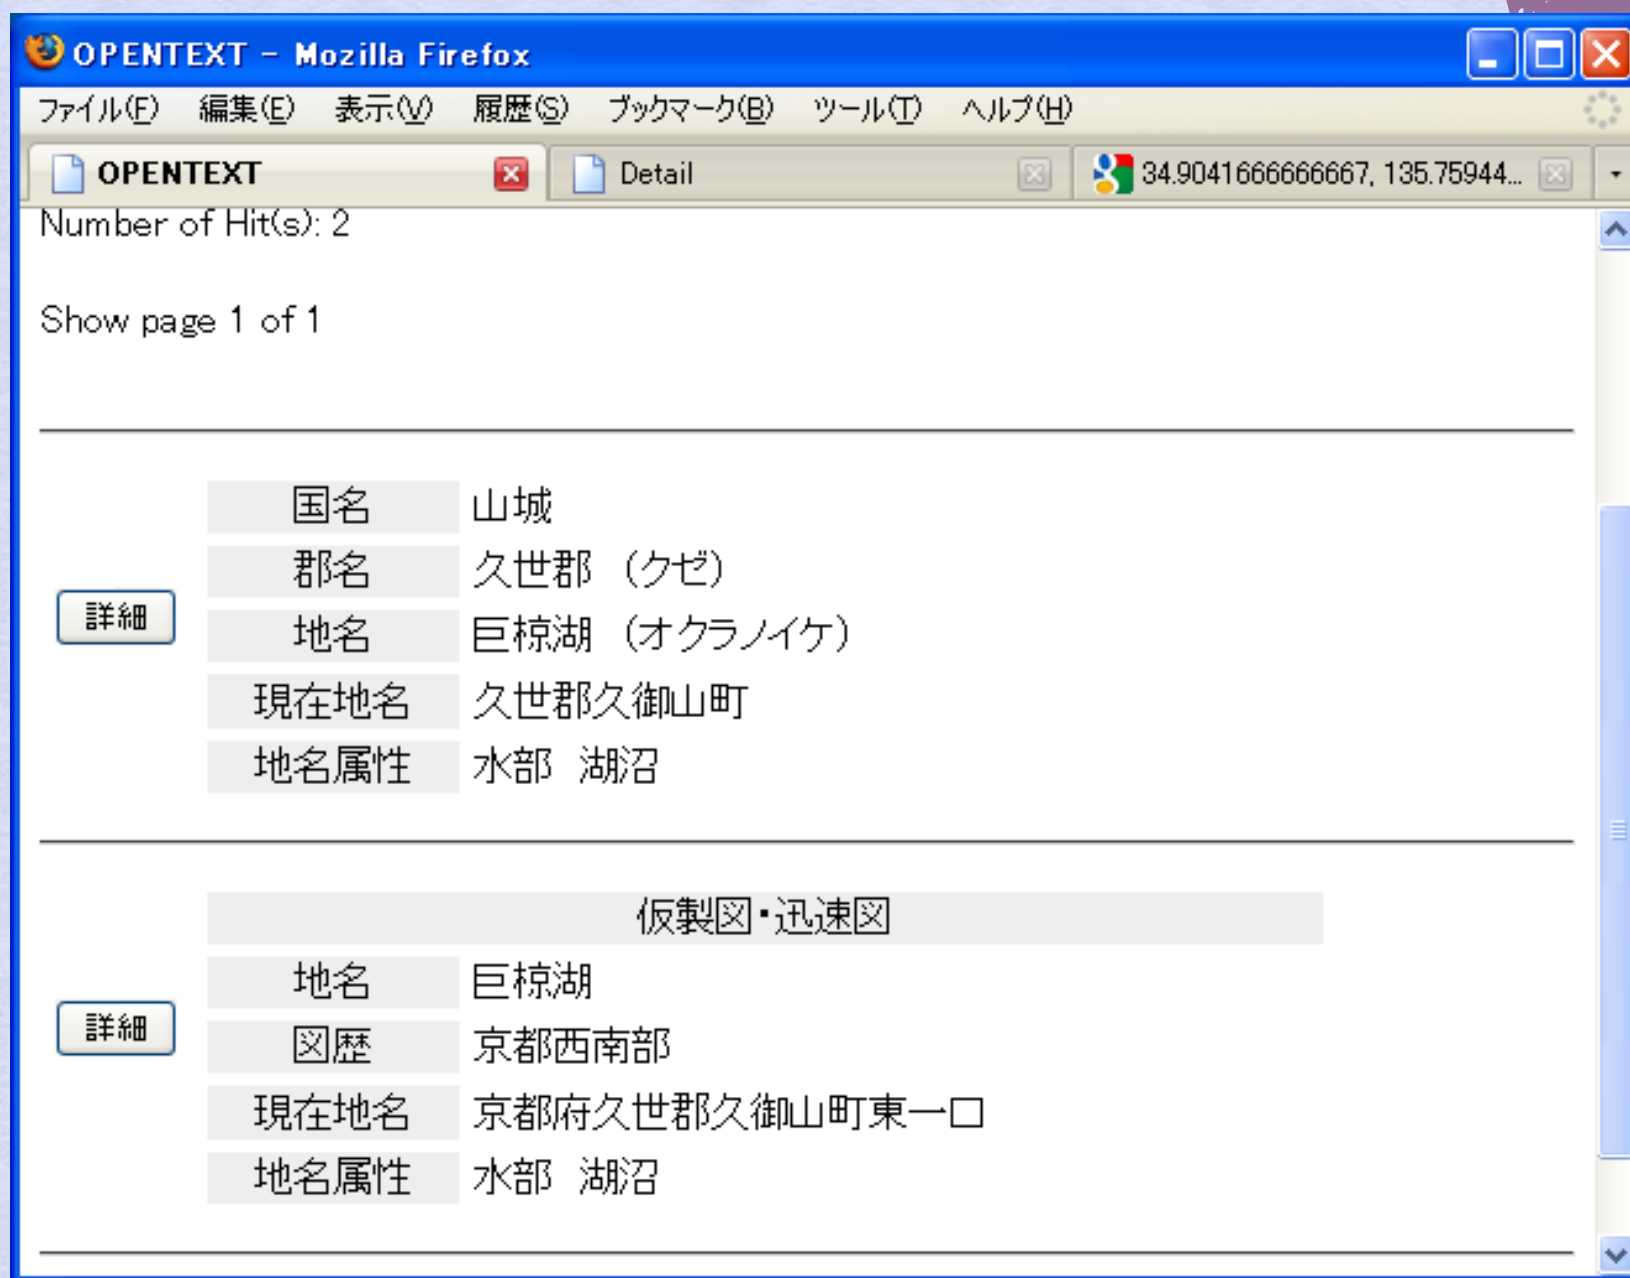 OPENTEXT - Mozilla Firefox
ファイル(F) 編集(E) 表示(V) 履歴(S) ブックマーク(B) ツール(T) ヘルプ(H)
OPENTEXT Detail 34.9041666666667, 135.75944...
Number of Hit(s): 2
Show page 1 of 1
国名 山城
郡名 久世郡 (クゼ)
詳細
地名 巨椋湖 (オクラノイケ)
現在地名 久世郡久御山町
地名属性 水部 湖沼
仮製図・迅速図
地名 巨椋湖
詳細
図歴 京都西南部
現在地名 京都府久世郡久御山町東一口
地名属性 水部 湖沼